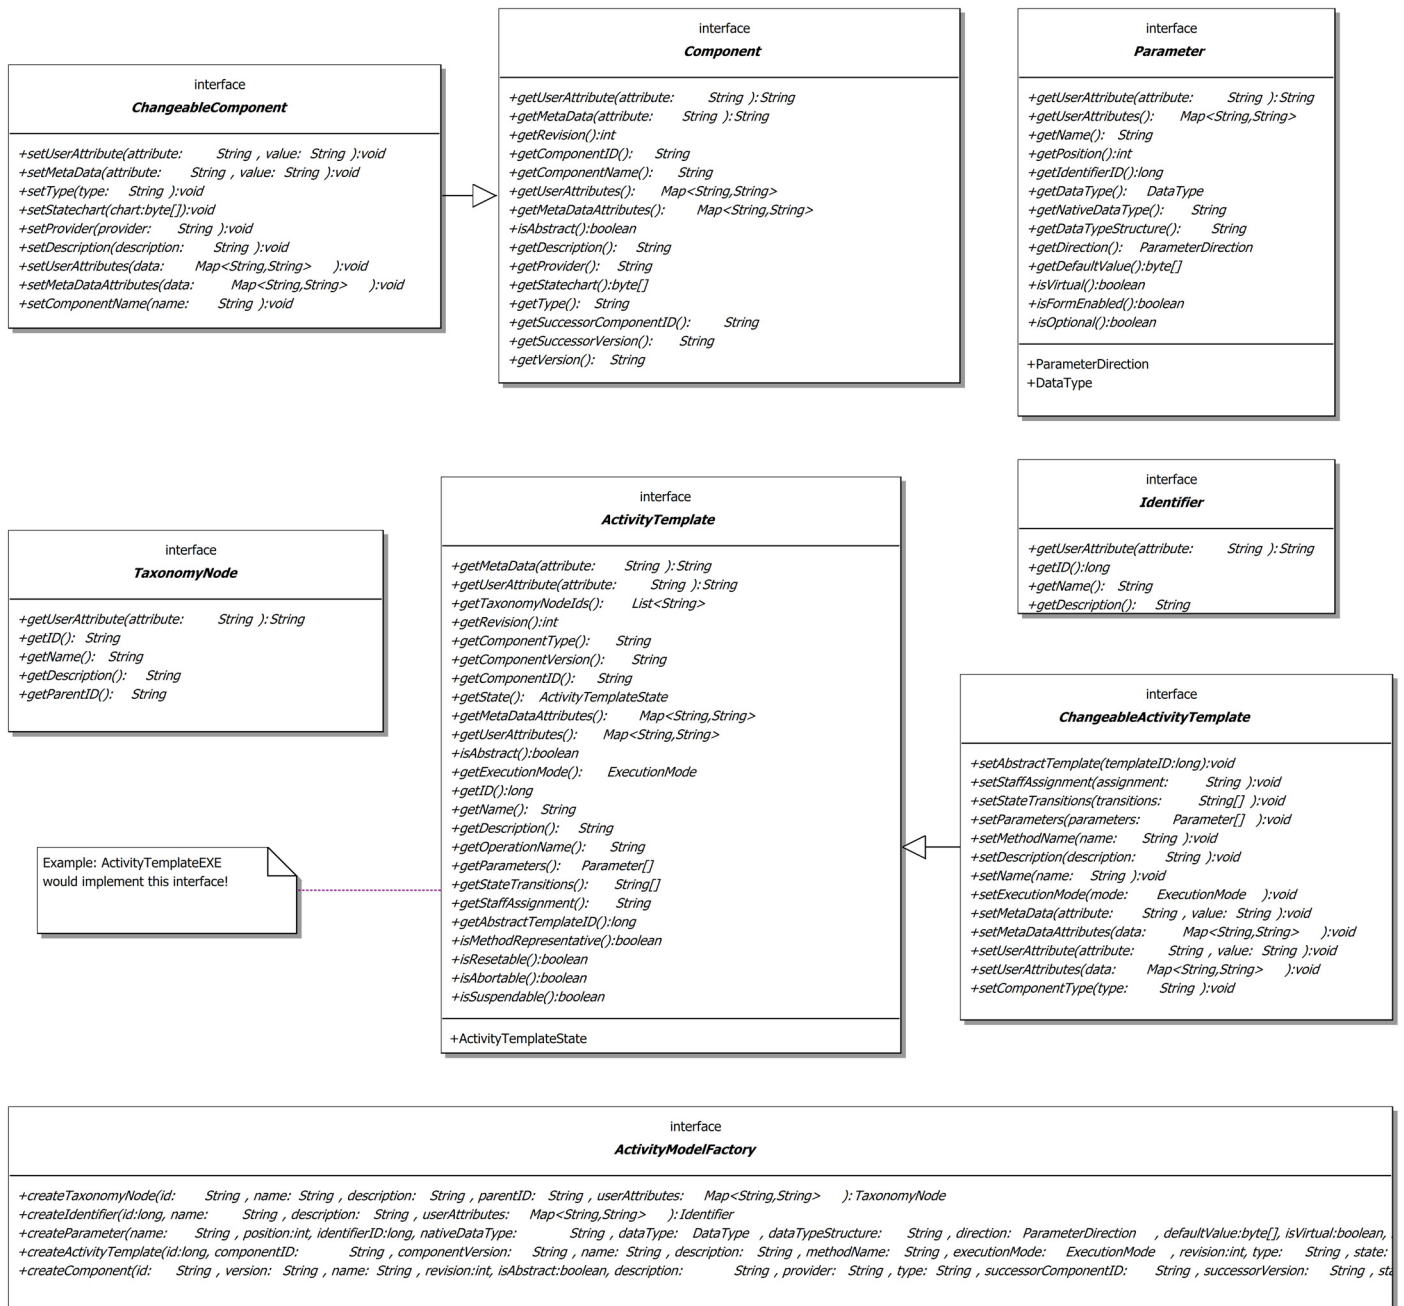 interface
ChangeableComponent
+setUserAttribute(attribute: String , value: String ):void
+setMetaData(attribute: String , value: String ):void
+setType(type: String ):void
+setStatechart(chart:byte[]):void
+setProvider(provider: String ):void
+setDescription(description: String ):void
+setUserAttributes(data: Map<String,String> ):void
+setMetaDataAttributes(data: Map<String,String> ):void
+setComponentName(name: String ):void
interface
Component
+getUserAttribute(attribute: String ):String
+getMetaData(attribute: String ):String
+getRevision():int
+getComponentID(): String
+getComponentName(): String
+getUserAttributes(): Map<String,String>
+getMetaDataAttributes(): Map<String,String>
+isAbstract():boolean
+getDescription(): String
+getProvider(): String
+getStatechart():byte[]
+getType(): String
+getSuccessorComponentID(): String
+getSuccessorVersion(): String
+getVersion(): String
interface
Parameter
+getUserAttribute(attribute: String ):String
+getUserAttributes(): Map<String,String>
+getName(): String
+getPosition():int
+getIdentifierID():long
+getDataType(): DataType
+getNativeDataType(): String
+getDataTypeStructure(): String
+getDirection(): ParameterDirection
+getDefaultValue():byte[]
+isVirtual():boolean
+isFormEnabled():boolean
+isOptional():boolean
+ParameterDirection
+DataType
interface
TaxonomyNode
+getUserAttribute(attribute: String ):String
+getID(): String
+getName(): String
+getDescription(): String
+getParentID(): String
Example: ActivityTemplateEXE
would implement this interface!
interface
ActivityTemplate
+getMetaData(attribute: String ):String
+getUserAttribute(attribute: String ):String
+getTaxonomyNodeIds(): List<String>
+getRevision():int
+getComponentType(): String
+getComponentVersion(): String
+getComponentID(): String
+getState(): ActivityTemplateState
+getMetaDataAttributes(): Map<String,String>
+getUserAttributes(): Map<String,String>
+isAbstract():boolean
+getExecutionMode(): ExecutionMode
+getID():long
+getName(): String
+getDescription(): String
+getOperationName(): String
+getParameters(): Parameter[]
+getStateTransitions(): String[]
+getStaffAssignment(): String
+getAbstractTemplateID():long
+isMethodRepresentative():boolean
+isResetable():boolean
+isAbortable():boolean
+isSuspendable():boolean
+ActivityTemplateState
interface
Identifier
+getUserAttribute(attribute: String ):String
+getID():long
+getName(): String
+getDescription(): String
interface
ChangeableActivityTemplate
+setAbstractTemplate(templateID:long):void
+setStaffAssignment(assignment: String ):void
+setStateTransitions(transitions: String[] ):void
+setParameters(parameters: Parameter[] ):void
+setMethodName(name: String ):void
+setDescription(description: String ):void
+setName(name: String ):void
+setExecutionMode(mode: ExecutionMode ):void
+setMetaData(attribute: String , value: String ):void
+setMetaDataAttributes(data: Map<String,String> ):void
+setUserAttribute(attribute: String , value: String ):void
+setUserAttributes(data: Map<String,String> ):void
+setComponentType(type: String ):void
interface
ActivityModelFactory
+createTaxonomyNode(id: String , name: String , description: String , parentID: String , userAttributes: Map<String,String> ):TaxonomyNode
+createIdentifier(id:long, name: String , description: String , userAttributes: Map<String,String> ):Identifier
+createParameter(name: String , position:int, identifierID:long, nativeDataType: String , dataType: DataType , dataTypeStructure: String , direction: ParameterDirection , defaultValue:byte[], isVirtual:boolean,
+createActivityTemplate(id:long, componentID: String , componentVersion: String , name: String , description: String , methodName: String , executionMode: ExecutionMode , revision:int, type: String , state:
+createComponent(id: String , version: String , name: String , revision:int, isAbstract:boolean, description: String , provider: String , type: String , successorComponentID: String , successorVersion: String ,